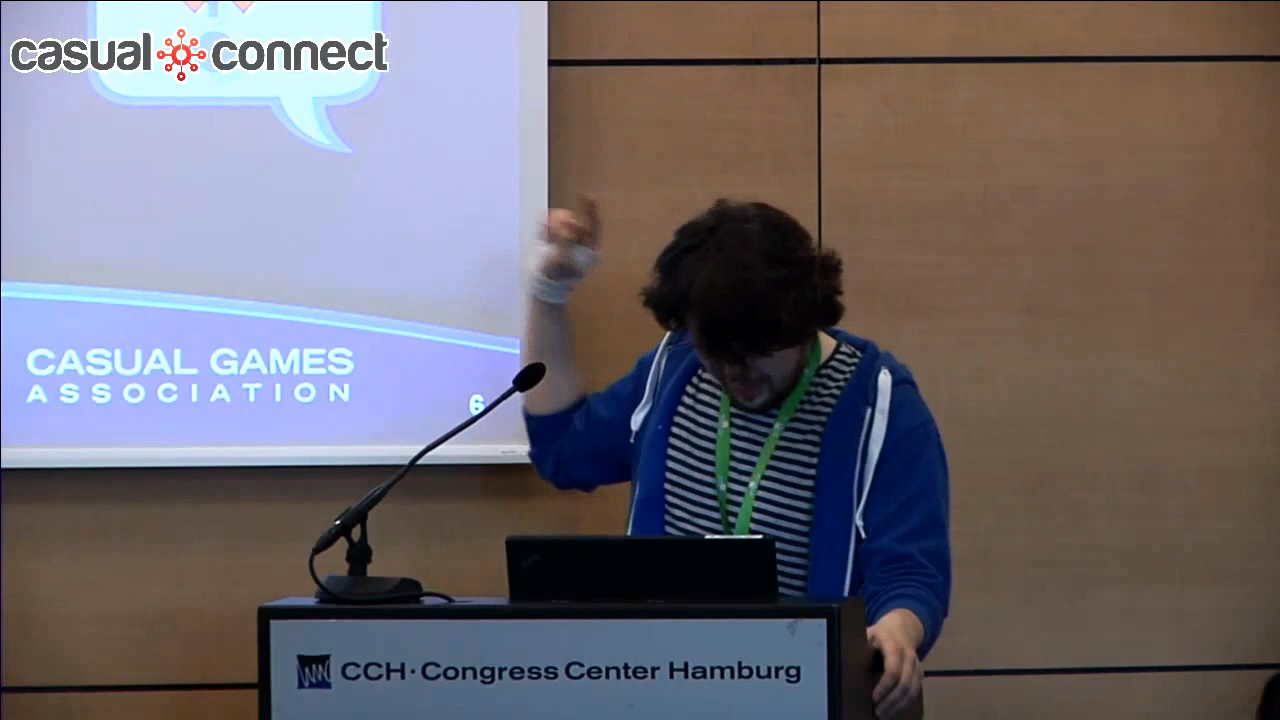 casual connect
CASUAL GAMES
ASSOCIATION
6
CCH · Congress Center Hamburg